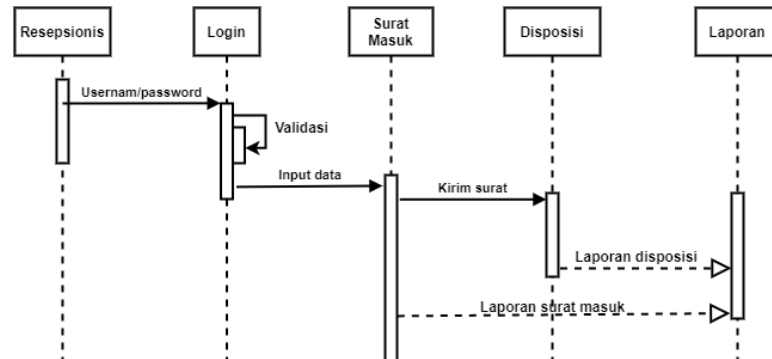 Resepsionis
Login
Surat
Masuk
Disposisi
Laporan
Usernam/password
Validasi
Input data
Kirim surat
Laporan disposisi
Laporan surat masuk